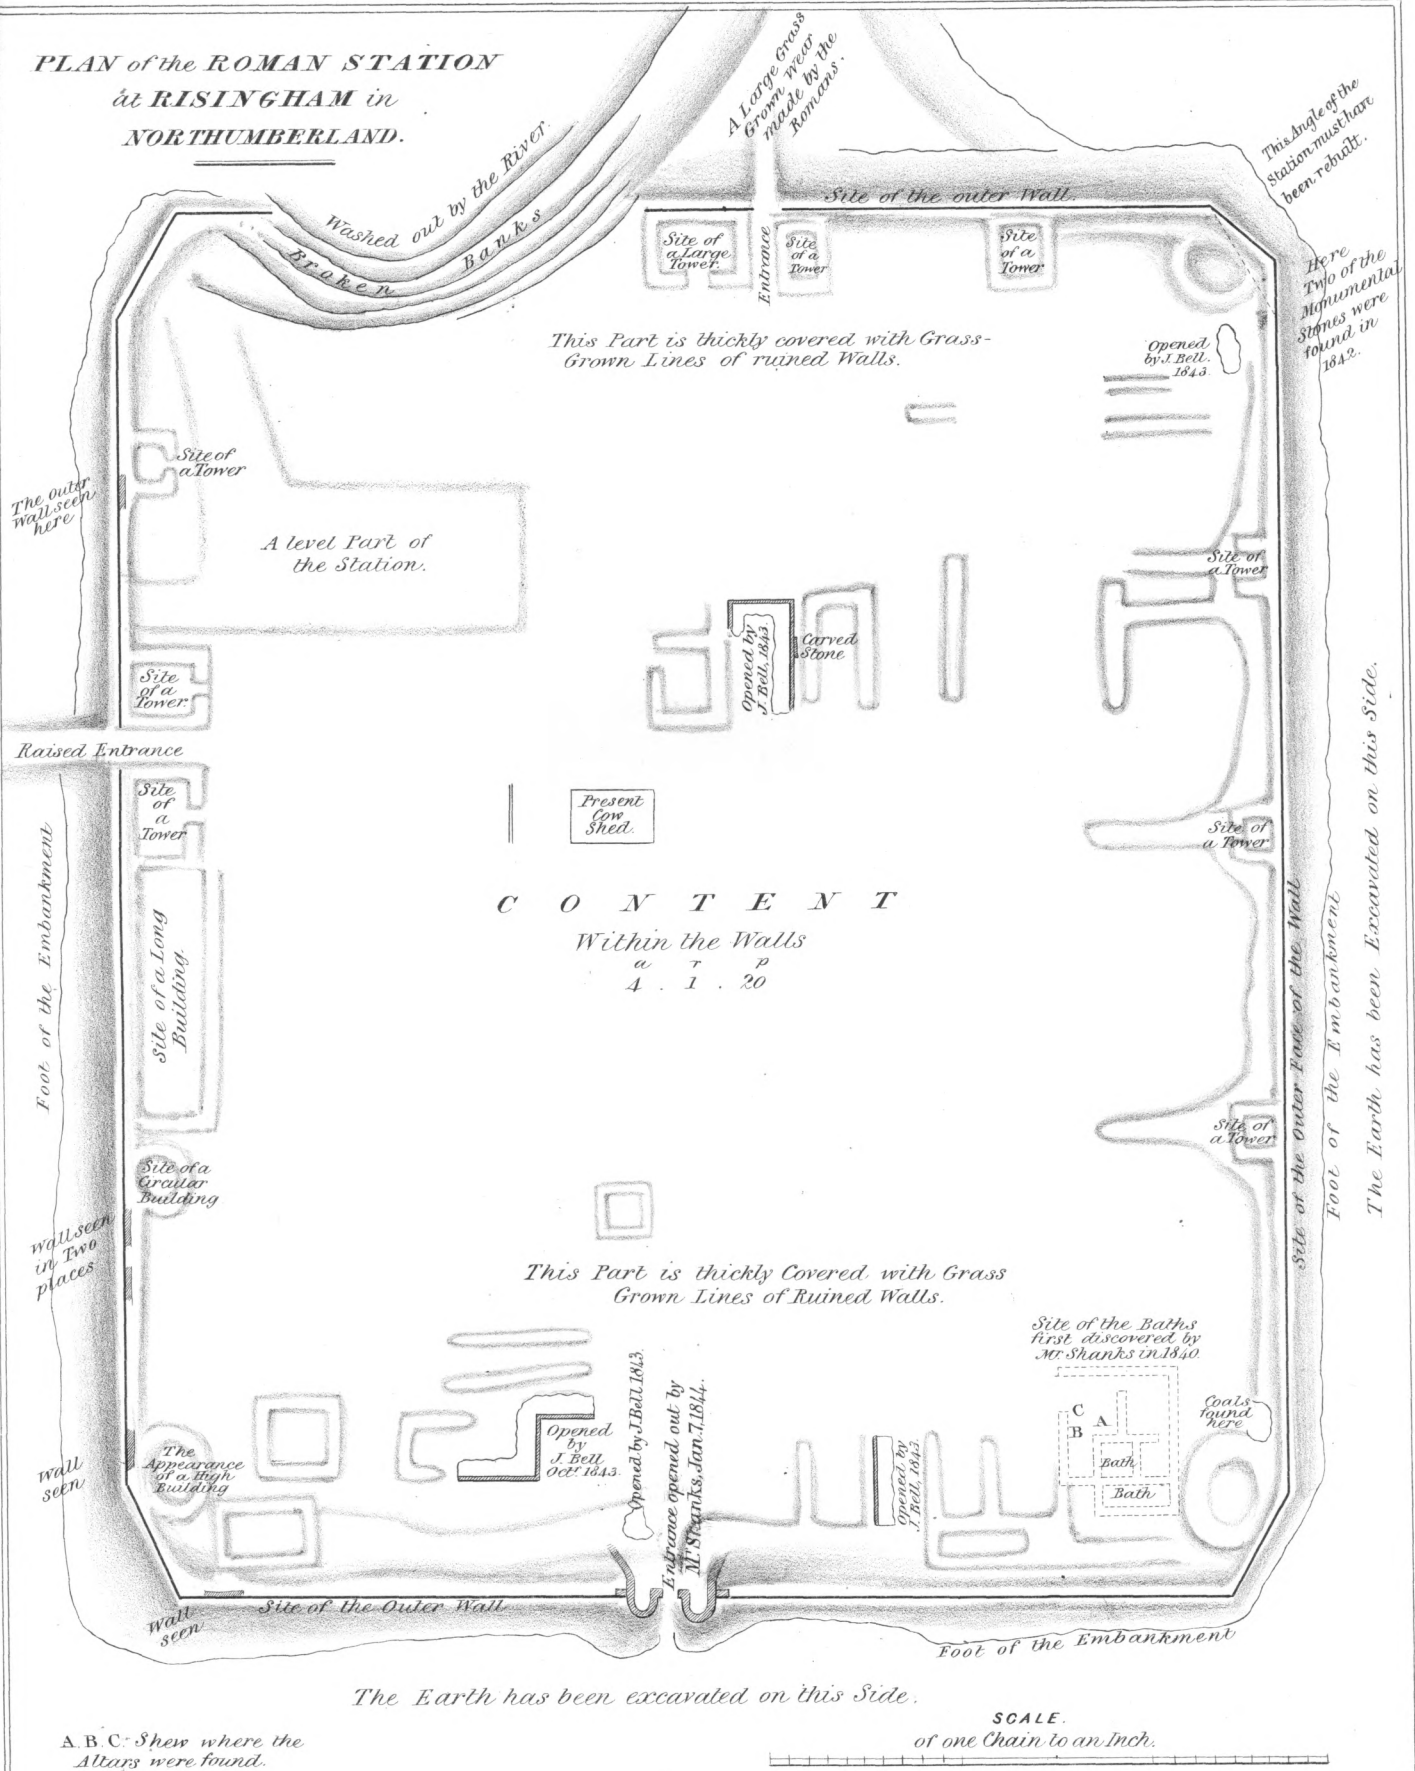 PLAN of the ROMAN STATION
at RISINGHAM in
NORTHUMBERLAND.
Washed out by the River.
Broken Banks
A Large Grass
Grown Wear
made by the
Romans.
This Angle of the
Station must have
been rebuilt.
Site of the outer Wall.
Site of
a Large
Tower.
Entrance
Site
of a
Tower
Site
of a
Tower
Here
Two of the
Monumental
Stones were
found in
1842.
This Part is thickly covered with Grass-
Grown Lines of ruined Walls.
Opened
by J. Bell.
1843.
Site of
a Tower
The outer
Wall seen
here
A level Part of
the Station.
Site of
a Tower
Opened by
J. Bell, 1843.
Carved
Stone
Site
of a
Tower.
Raised Entrance
Site
of
a
Tower
Present
Cow
Shed.
Site of
a Tower
CONTENT
Within the Walls
a r p
4 . 1 . 20
Foot of the Embankment
Site of a Long
Building.
Site of the Outer Face of the Wall
Foot of the Embankment
The Earth has been Excavated on this Side.
Site of
a Tower
Site of a
Circular
Building
Wall seen
in Two
places
This Part is thickly Covered with Grass
Grown Lines of Ruined Walls.
Site of the Baths
first discovered by
Mr. Shanks in 1840.
C
A
B
Bath
Bath
Coals
found
here
Opened
by
J. Bell
Octr. 1843.
Opened by J. Bell 1843.
Entrance opened out by
Mr. Shanks, Jan. 7, 1844.
Opened by
J. Bell, 1843.
The
Appearance
of a High
Building
Wall
seen
Wall
seen
Site of the Outer Wall
Foot of the Embankment
The Earth has been excavated on this Side.
A. B. C. Shew where the
Altars were found.
SCALE.
of one Chain to an Inch.